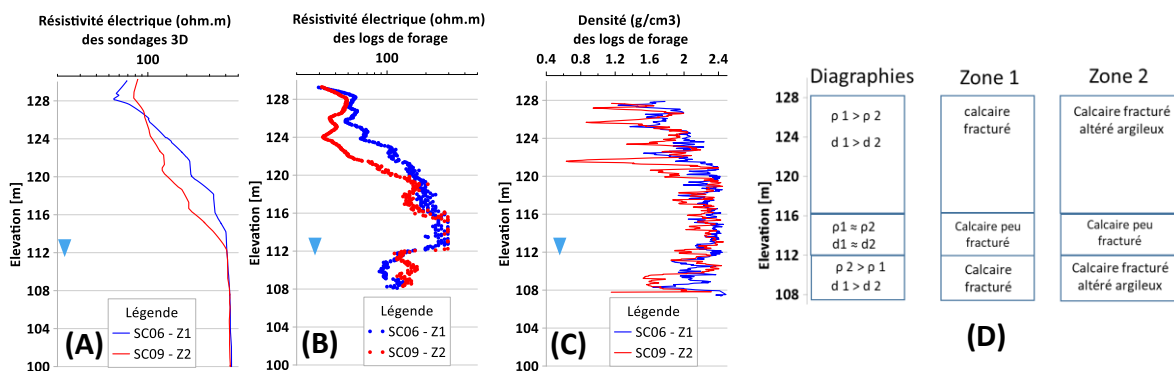 Résistivité électrique (ohm.m)
des sondages 3D
100
128
124
120
116
112
108
104
100
Elevation [m]
Légende
SC06 - Z1
SC09 - Z2
(A)
Résistivité électrique (ohm.m)
des logs de forage
100
128
124
120
116
112
108
104
100
Elevation [m]
Légende
SC06 - Z1
SC09 - Z2
(B)
Densité (g/cm3)
des logs de forage
0.4 0.8 1.2 1.6 2 2.4
128
124
120
116
112
108
104
100
Elevation [m]
Légende
SC06 - Z1
SC09 - Z2
(C)
Diagraphies
Zone 1
Zone 2
128
124
120
116
112
108
Elevation [m]
ρ 1 > ρ 2
d 1 > d 2
calcaire
fracturé
Calcaire fracturé
altéré argileux
ρ1 ≈ ρ2
d1 ≈ d2
Calcaire peu
fracturé
Calcaire peu
fracturé
ρ 2 > ρ 1
d 1 > d 2
Calcaire
fracturé
Calcaire fracturé
altéré argileux
(D)